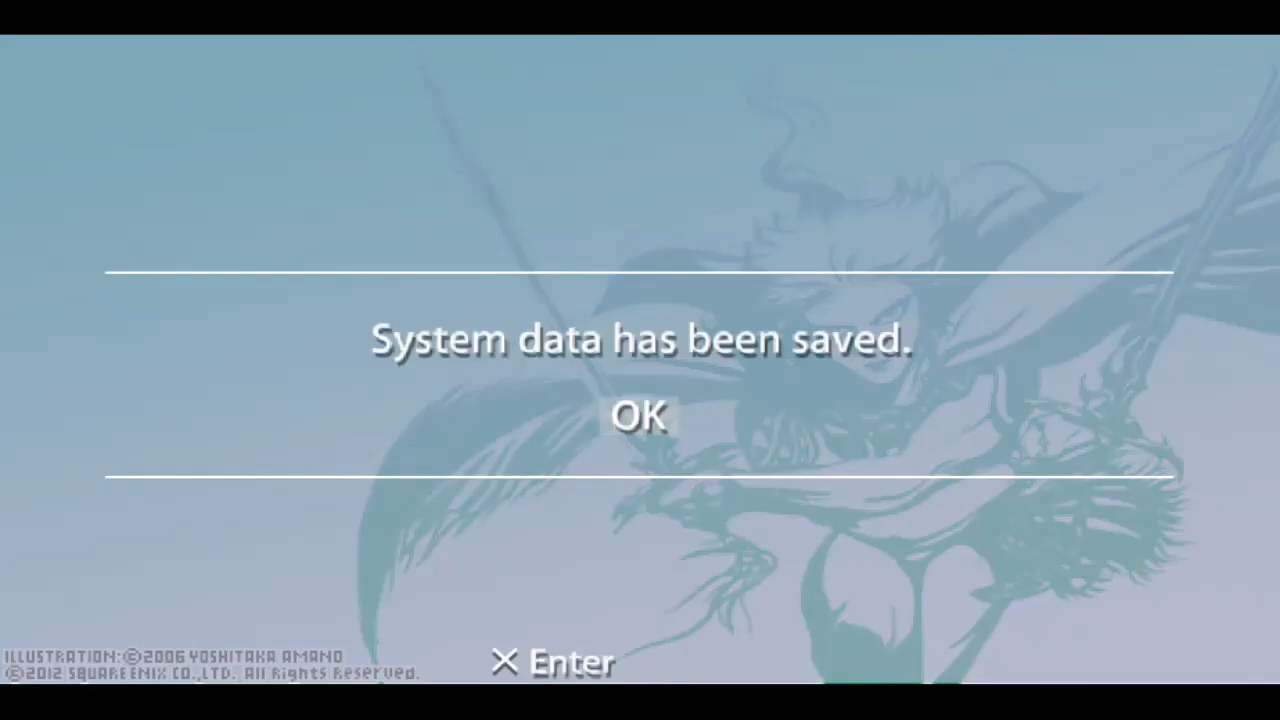 System data has been saved.
OK
ILLUSTRATION:©2006 YOSHITAKA AMANO
©2012 SQUARE ENIX CO.,LTD. All Rights Reserved.
X Enter